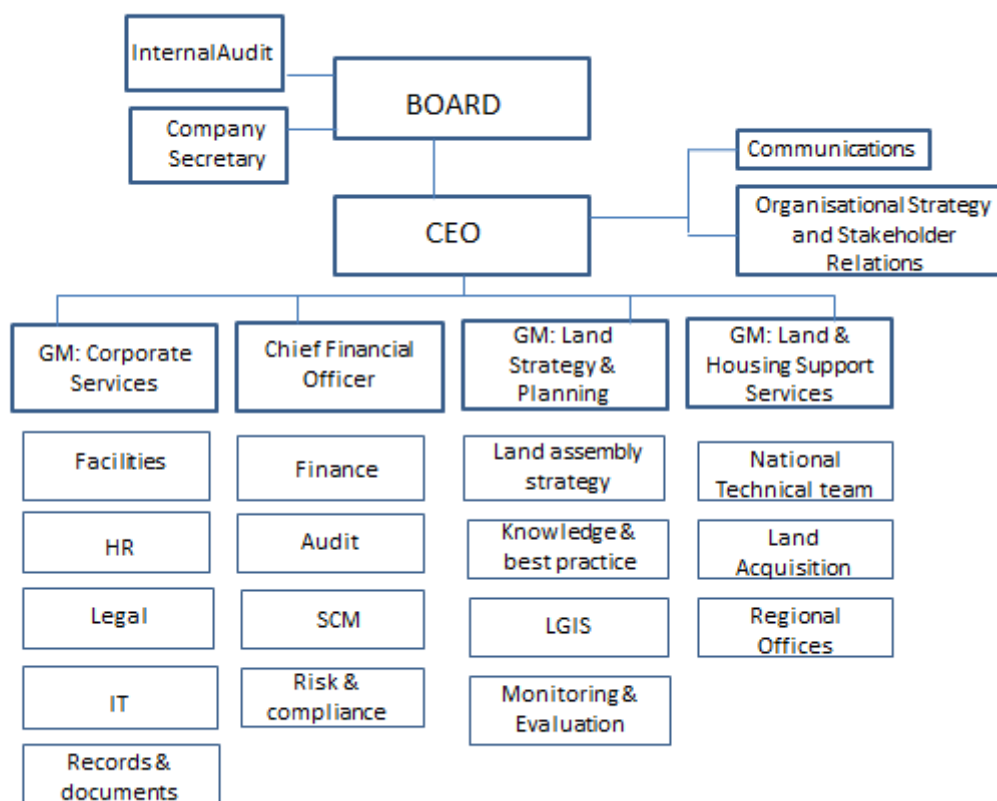 Internal Audit
BOARD
Company
Secretary
Communications
CEO
Organisational Strategy
and Stakeholder
Relations
GM: Corporate
Services
Chief Financial
Officer
GM: Land
Strategy &
Planning
GM: Land &
Housing Support
Services
Facilities
HR
Legal
IT
Records &
documents
Finance
Audit
SCM
Risk &
compliance
Land assembly
strategy
Knowledge &
best practice
LGIS
Monitoring &
Evaluation
National
Technical team
Land
Acquisition
Regional
Offices